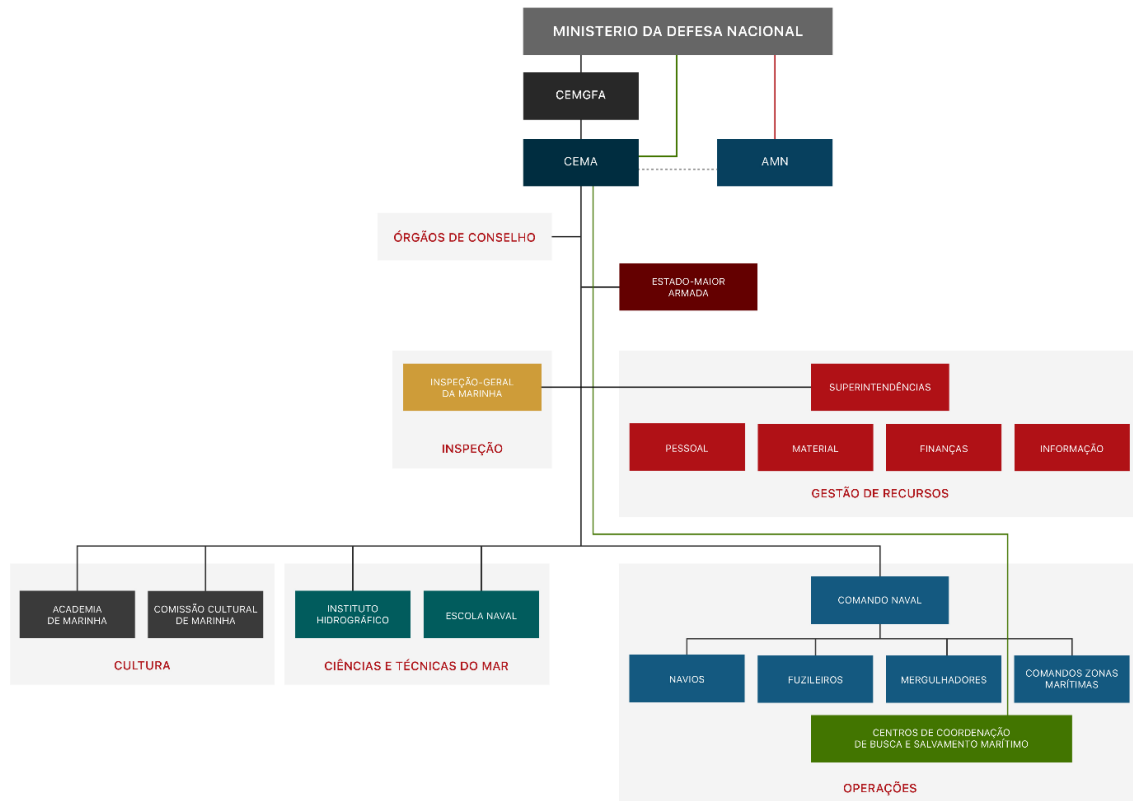 MINISTERIO DA DEFESA NACIONAL
CEMGFA
CEMA
AMN
ÓRGÃOS DE CONSELHO
ESTADO-MAIOR
ARMADA
INSPEÇÃO-GERAL
DA MARINHA
INSPEÇÃO
SUPERINTENDÊNCIAS
PESSOAL
MATERIAL
FINANÇAS
INFORMAÇÃO
GESTÃO DE RECURSOS
ACADEMIA
DE MARINHA
COMISSÃO CULTURAL
DE MARINHA
CULTURA
INSTITUTO
HIDROGRÁFICO
ESCOLA NAVAL
CIÊNCIAS E TÉCNICAS DO MAR
COMANDO NAVAL
NAVIOS
FUZILEIROS
MERGULHADORES
COMANDOS ZONAS
MARÍTIMAS
CENTROS DE COORDENAÇÃO
DE BUSCA E SALVAMENTO MARÍTIMO
OPERAÇÕES